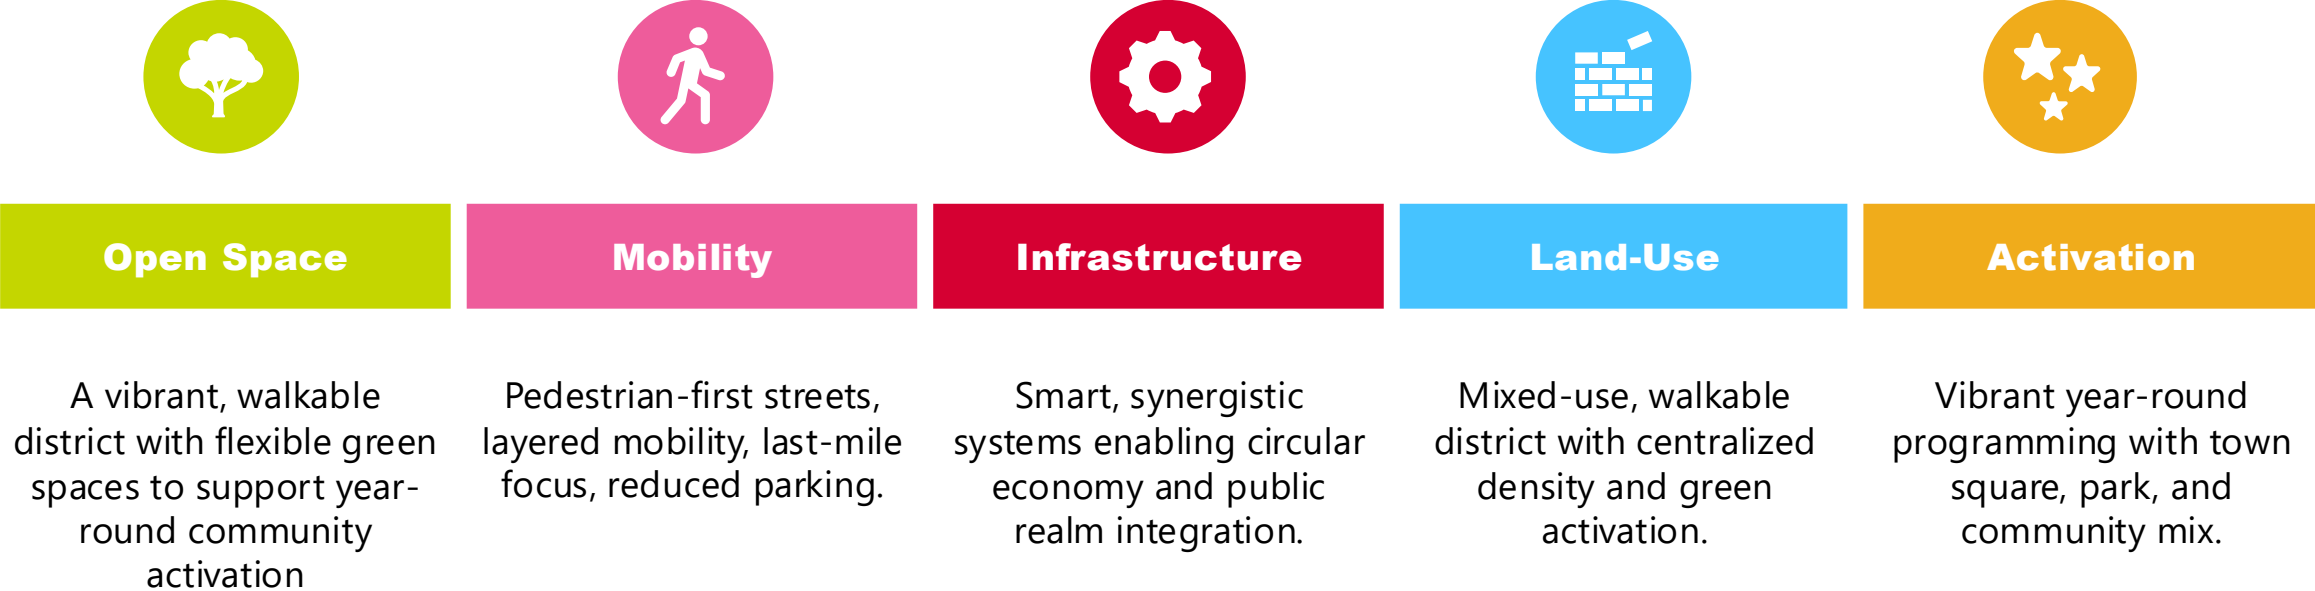 Open Space
Mobility
Infrastructure
Land-Use
Activation
A vibrant, walkable
district with flexible green
spaces to support year-
round community
activation
Pedestrian-first streets,
layered mobility, last-mile
focus, reduced parking.
Smart, synergistic
systems enabling circular
economy and public
realm integration.
Mixed-use, walkable
district with centralized
density and green
activation.
Vibrant year-round
programming with town
square, park, and
community mix.